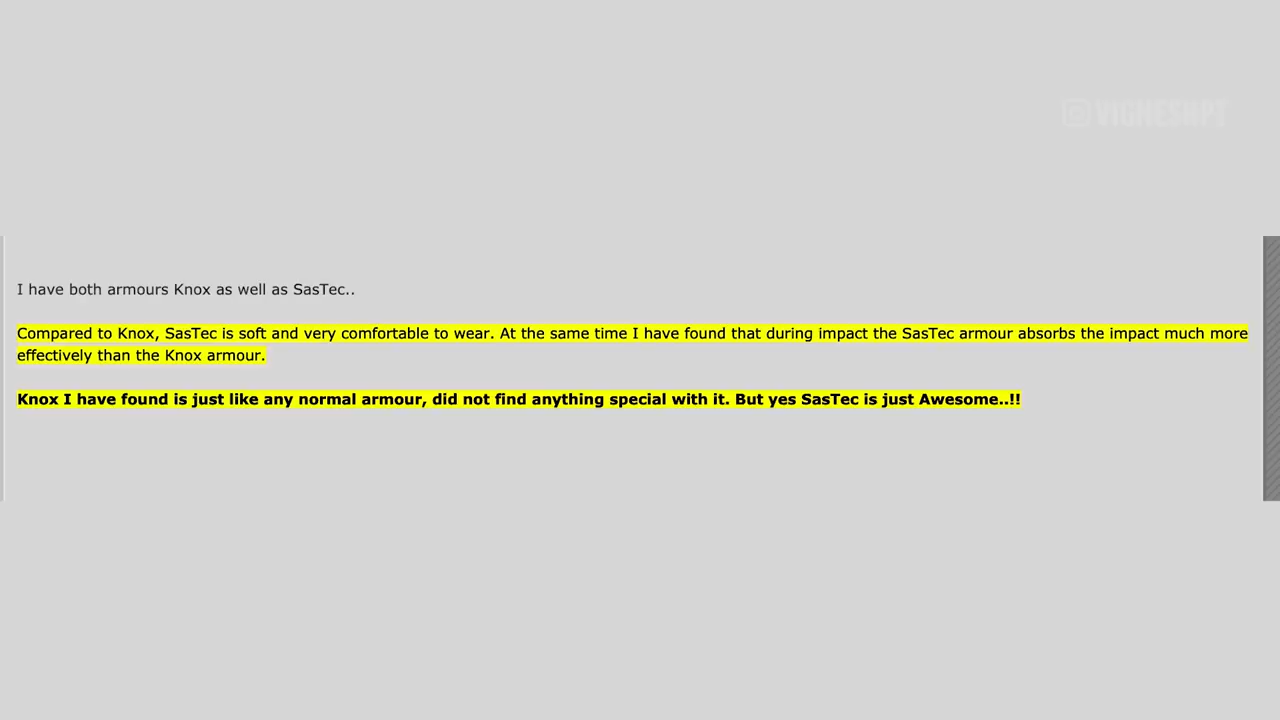 VIGNESHPT
I have both armours Knox as well as SasTec..
Compared to Knox, SasTec is soft and very comfortable to wear. At the same time I have found that during impact the SasTec armour absorbs the impact much more
effectively than the Knox armour.
Knox I have found is just like any normal armour, did not find anything special with it. But yes SasTec is just Awesome..!!